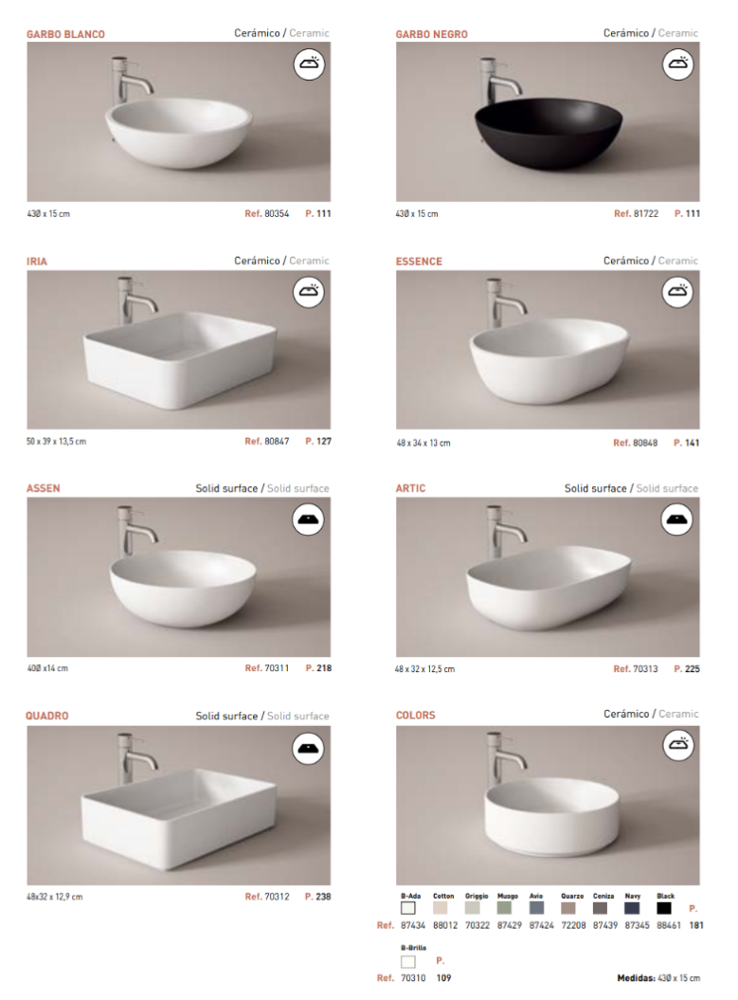 GARBO BLANCO Cerámico / Ceramic
43Ø x 15 cm Ref. 80354 P. 111
GARBO NEGRO Cerámico / Ceramic
43Ø x 15 cm Ref. 81722 P. 111
IRIA Cerámico / Ceramic
50 x 39 x 13,5 cm Ref. 80847 P. 127
ESSENCE Cerámico / Ceramic
48 x 34 x 13 cm Ref. 80848 P. 141
ASSEN Solid surface / Solid surface
40Ø x14 cm Ref. 70311 P. 218
ARTIC Solid surface / Solid surface
48 x 32 x 12,5 cm Ref. 70313 P. 225
QUADRO Solid surface / Solid surface
48x32 x 12,9 cm Ref. 70312 P. 238
COLORS Cerámico / Ceramic
B-Ada Cotton Griggio Musgo Avio Quarzo Ceniza Navy Black
P.
Ref. 87434 88012 70322 87429 87424 72208 87439 87345 88461 181
B-Brillo
P.
Ref. 70310 109 Medidas: 43Ø x 15 cm